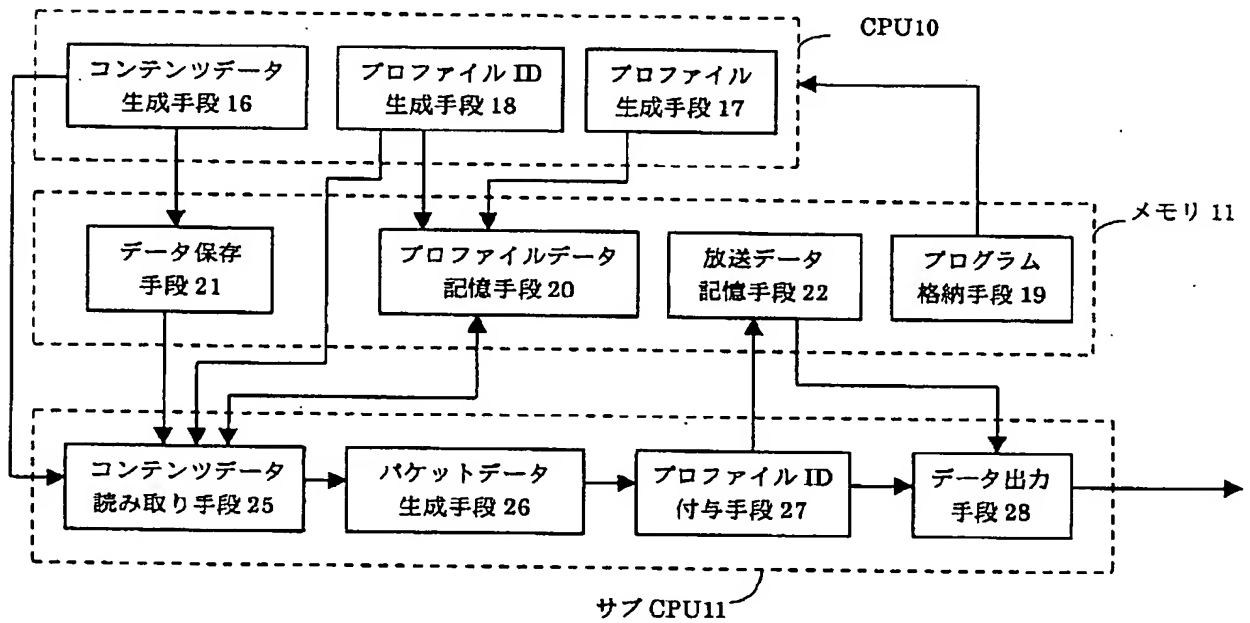 CPU10
コンテンツデータ
生成手段 16
プロファイル ID
生成手段 18
プロファイル
生成手段 17
メモリ 11
データ保存
手段 21
プロファイルデータ
記憶手段 20
放送データ
記憶手段 22
プログラム
格納手段 19
コンテンツデータ
読み取り手段 25
パケットデータ
生成手段 26
プロファイル ID
付与手段 27
データ出力
手段 28
サブ CPU11